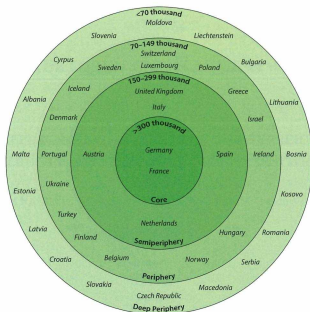 <70 thousand
Moldova
Slovenia
Liechtenstein
70–149 thousand
Switzerland
Cyrpus
Sweden
Luxembourg
Poland
Bulgaria
150–299 thousand
Iceland
United Kingdom
Greece
Albania
Lithuania
Denmark
Italy
Israel
>300 thousand
Malta
Portugal
Austria
Germany
Spain
Ireland
Bosnia
France
Estonia
Ukraine
Kosovo
Core
Turkey
Netherlands
Latvia
Finland
Hungary
Romania
Semiperiphery
Croatia
Belgium
Norway
Serbia
Periphery
Slovakia
Macedonia
Czech Republic
Deep Periphery